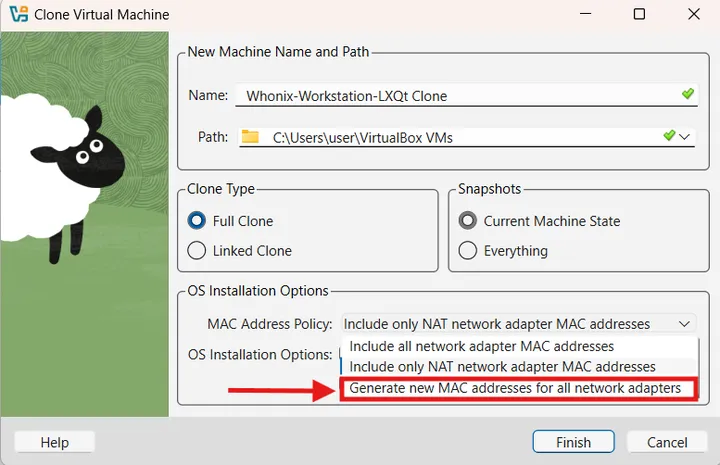 Clone Virtual Machine
New Machine Name and Path
Name: Whonix-Workstation-LXQt Clone
Path: C:\Users\user\VirtualBox VMs
Clone Type
Full Clone
Linked Clone
Snapshots
Current Machine State
Everything
OS Installation Options
MAC Address Policy: Include only NAT network adapter MAC addresses
OS Installation Options:
Include all network adapter MAC addresses
Include only NAT network adapter MAC addresses
Generate new MAC addresses for all network adapters
Help Finish Cancel